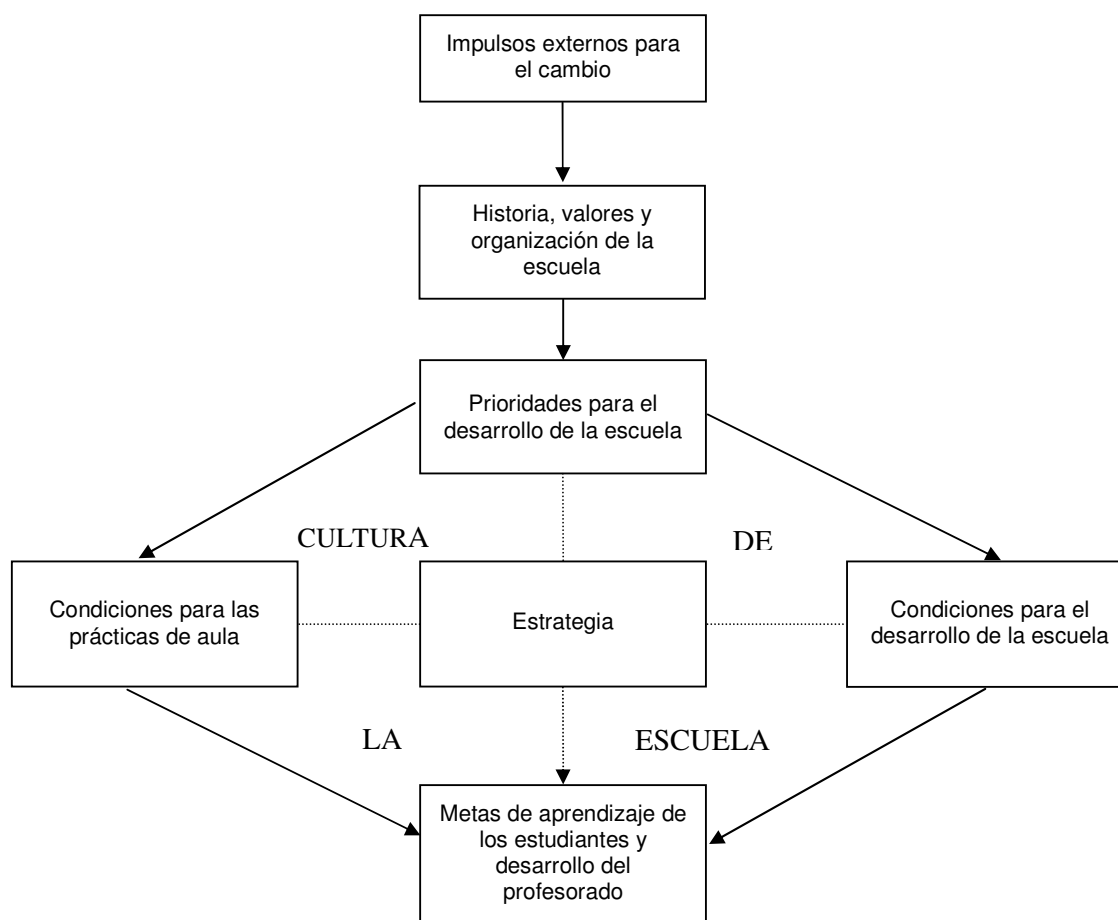 Impulsos externos para
el cambio
Historia, valores y
organización de la
escuela
Prioridades para el
desarrollo de la escuela
CULTURA
DE
Condiciones para las
prácticas de aula
Estrategia
Condiciones para el
desarrollo de la escuela
LA
ESCUELA
Metas de aprendizaje de
los estudiantes y
desarrollo del
profesorado